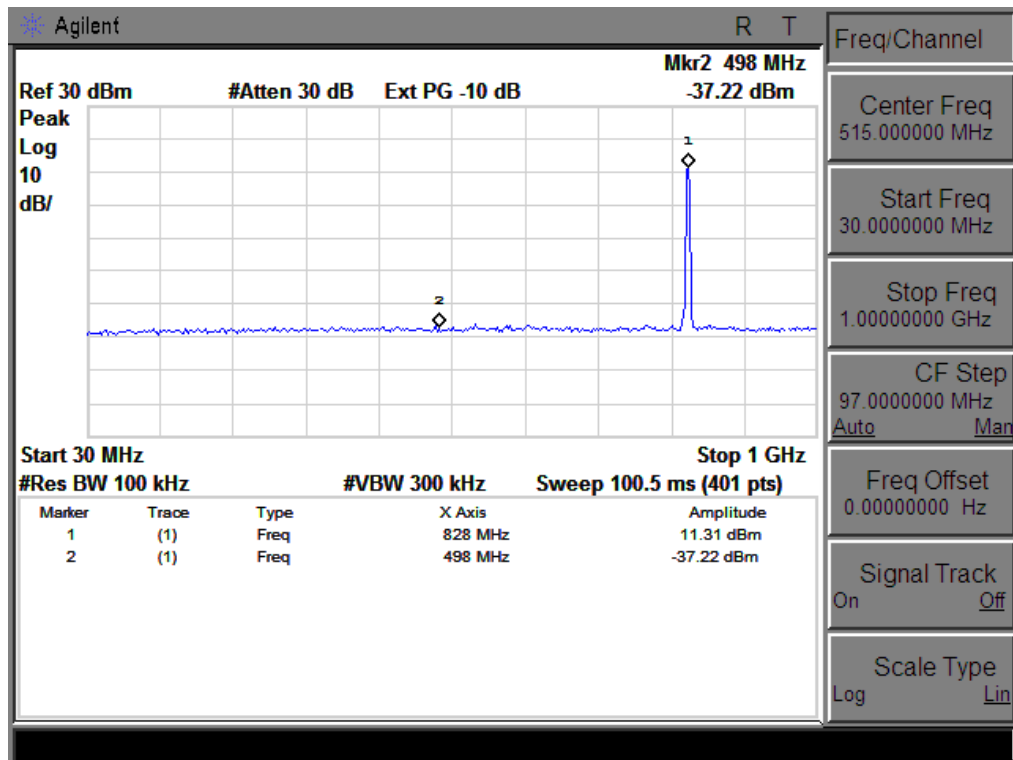 Agilent R T
Mkr2 498 MHz
Ref 30 dBm #Atten 30 dB Ext PG -10 dB -37.22 dBm
Peak
Log
10
dB/
1
2
Start 30 MHz Stop 1 GHz
#Res BW 100 kHz #VBW 300 kHz Sweep 100.5 ms (401 pts)
Marker Trace Type X Axis Amplitude
1 (1) Freq 828 MHz 11.31 dBm
2 (1) Freq 498 MHz -37.22 dBm
Freq/Channel
Center Freq
515.000000 MHz
Start Freq
30.0000000 MHz
Stop Freq
1.00000000 GHz
CF Step
97.0000000 MHz
Auto Man
Freq Offset
0.00000000 Hz
Signal Track
On Off
Scale Type
Log Lin